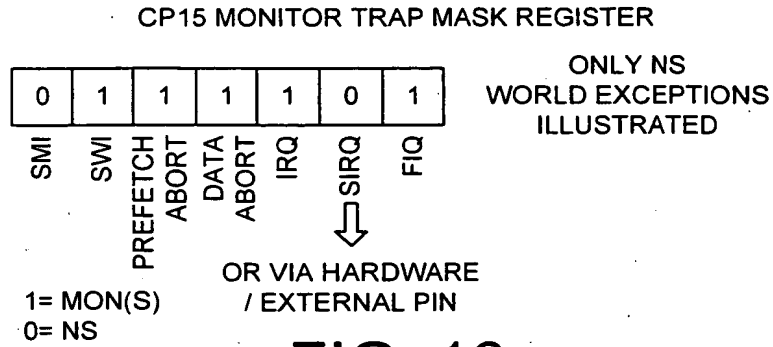 CP15 MONITOR TRAP MASK REGISTER
0 1 1 1 1 0 1
ONLY NS
WORLD EXCEPTIONS
ILLUSTRATED
SMI
SWI
PREFETCH
ABORT
DATA
ABORT
IRQ
SIRQ
FIQ
OR VIA HARDWARE
/ EXTERNAL PIN
1= MON(S)
0= NS